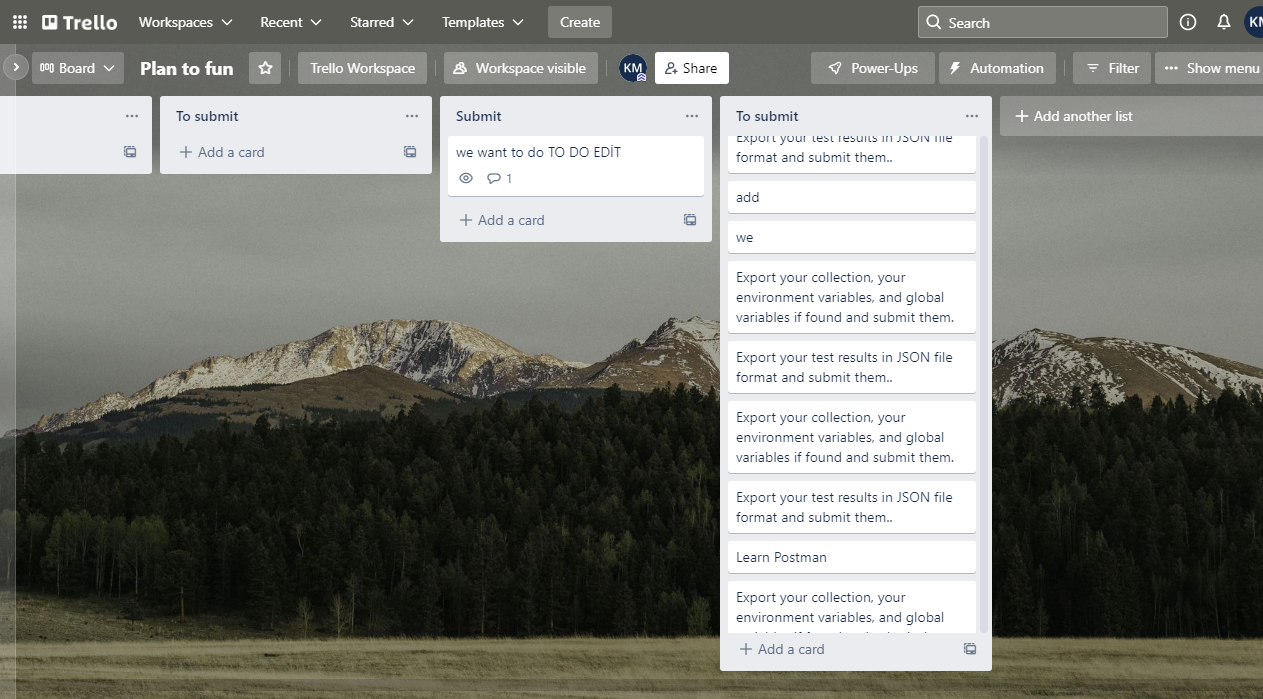 Trello
Workspaces
Recent
Starred
Templates
Create
Search
KM
Board
Plan to fun
Trello Workspace
Workspace visible
KM
Share
Power-Ups
Automation
Filter
Show menu
To submit
Add a card
Submit
we want to do TO DO EDİT
1
Add a card
To submit
Export your test results in JSON file
format and submit them..
add
we
Export your collection, your
environment variables, and global
variables if found and submit them.
Export your test results in JSON file
format and submit them..
Export your collection, your
environment variables, and global
variables if found and submit them.
Export your test results in JSON file
format and submit them..
Learn Postman
Export your collection, your
environment variables, and global
Add a card
Add another list